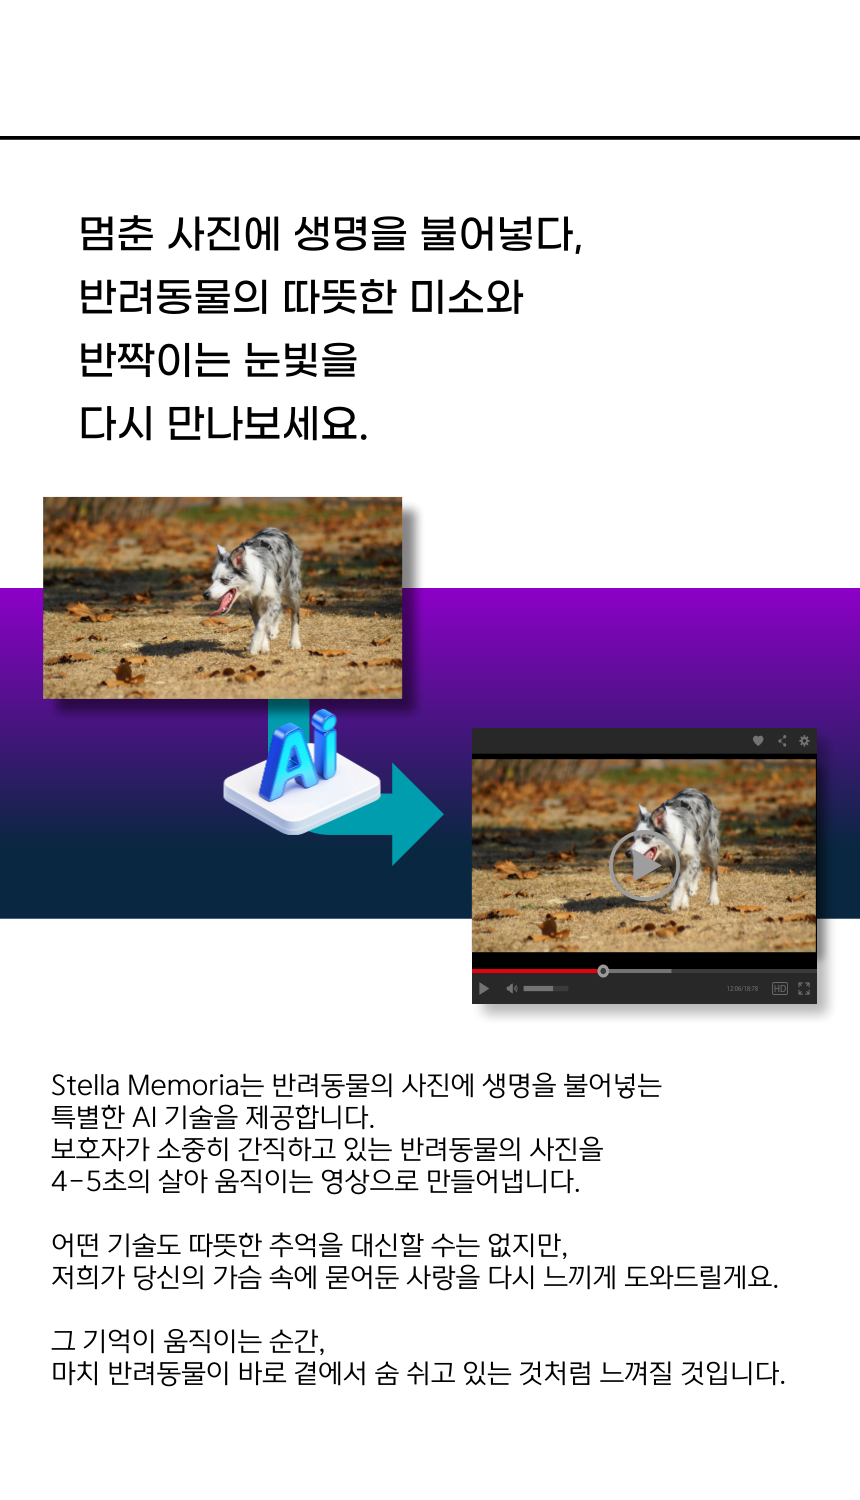 멈춘 사진에 생명을 불어넣다,
반려동물의 따뜻한 미소와
반짝이는 눈빛을
다시 만나보세요.
Ai
12:06/18:78
HD
Stella Memoria는 반려동물의 사진에 생명을 불어넣는
특별한 AI 기술을 제공합니다.
보호자가 소중히 간직하고 있는 반려동물의 사진을
4-5초의 살아 움직이는 영상으로 만들어냅니다.
어떤 기술도 따뜻한 추억을 대신할 수는 없지만,
저희가 당신의 가슴 속에 묻어둔 사랑을 다시 느끼게 도와드릴게요.
그 기억이 움직이는 순간,
마치 반려동물이 바로 곁에서 숨 쉬고 있는 것처럼 느껴질 것입니다.